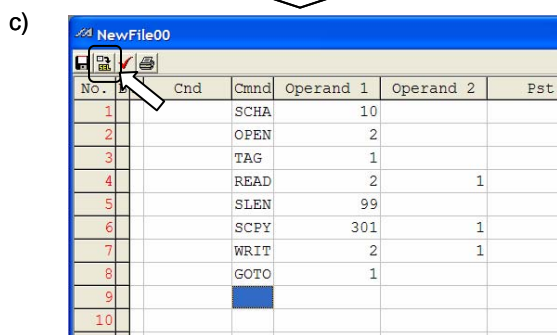 c)
NewFile00
No. Cnd Cmnd Operand 1 Operand 2 Pst
1 SCHA 10
2 OPEN 2
3 TAG 1
4 READ 2 1
5 SLEN 99
6 SCPY 301 1
7 WRIT 2 1
8 GOTO 1
9
10